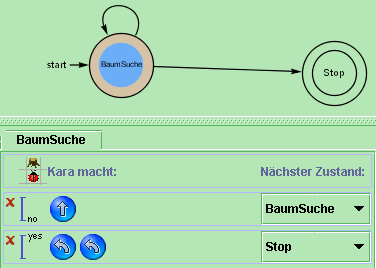 start
BaumSuche
Stop
BaumSuche
Kara macht: Nächster Zustand:
no BaumSuche
yes Stop